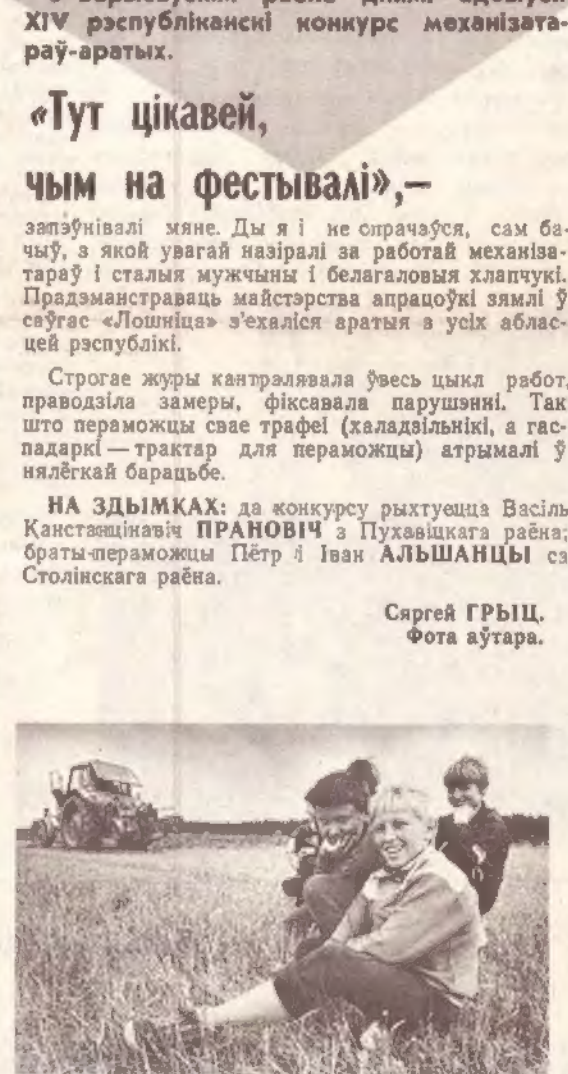 XIV рэспубліканскі конкурс механізата-
раў-аратых.
«Тут цікавей,
чым на фестывалі»,—
запэўнівалі мяне. Ды я і не спрачаўся, сам ба-
чыў, з якой увагай назіралі за работай механіза-
тараў і сталыя мужчыны і белагаловыя хлапчукі.
Прадэманстраваць майстэрства апрацоўкі зямлі ў
саўгас «Лошніца» з'ехаліся аратыя з усіх аблас-
цей рэспублікі.
Строгае журы кантралявала ўвесь цыкл работ,
праводзіла замеры, фіксавала парушэнні. Так
што пераможцы свае трафеі (халадзільнікі, а гас-
падаркі — трактар для пераможцы) атрымалі ў
нялёгкай барацьбе.
НА ЗДЫМКАХ: да конкурсу рыхтуецца Васіль
Канстанцінавіч ПРАНОВІЧ з Пухавіцкага раёна;
браты-пераможцы Пётр і Іван АЛЬШАНЦЫ са
Столінскага раёна.
Сяргей ГРЫЦ.
Фота аўтара.